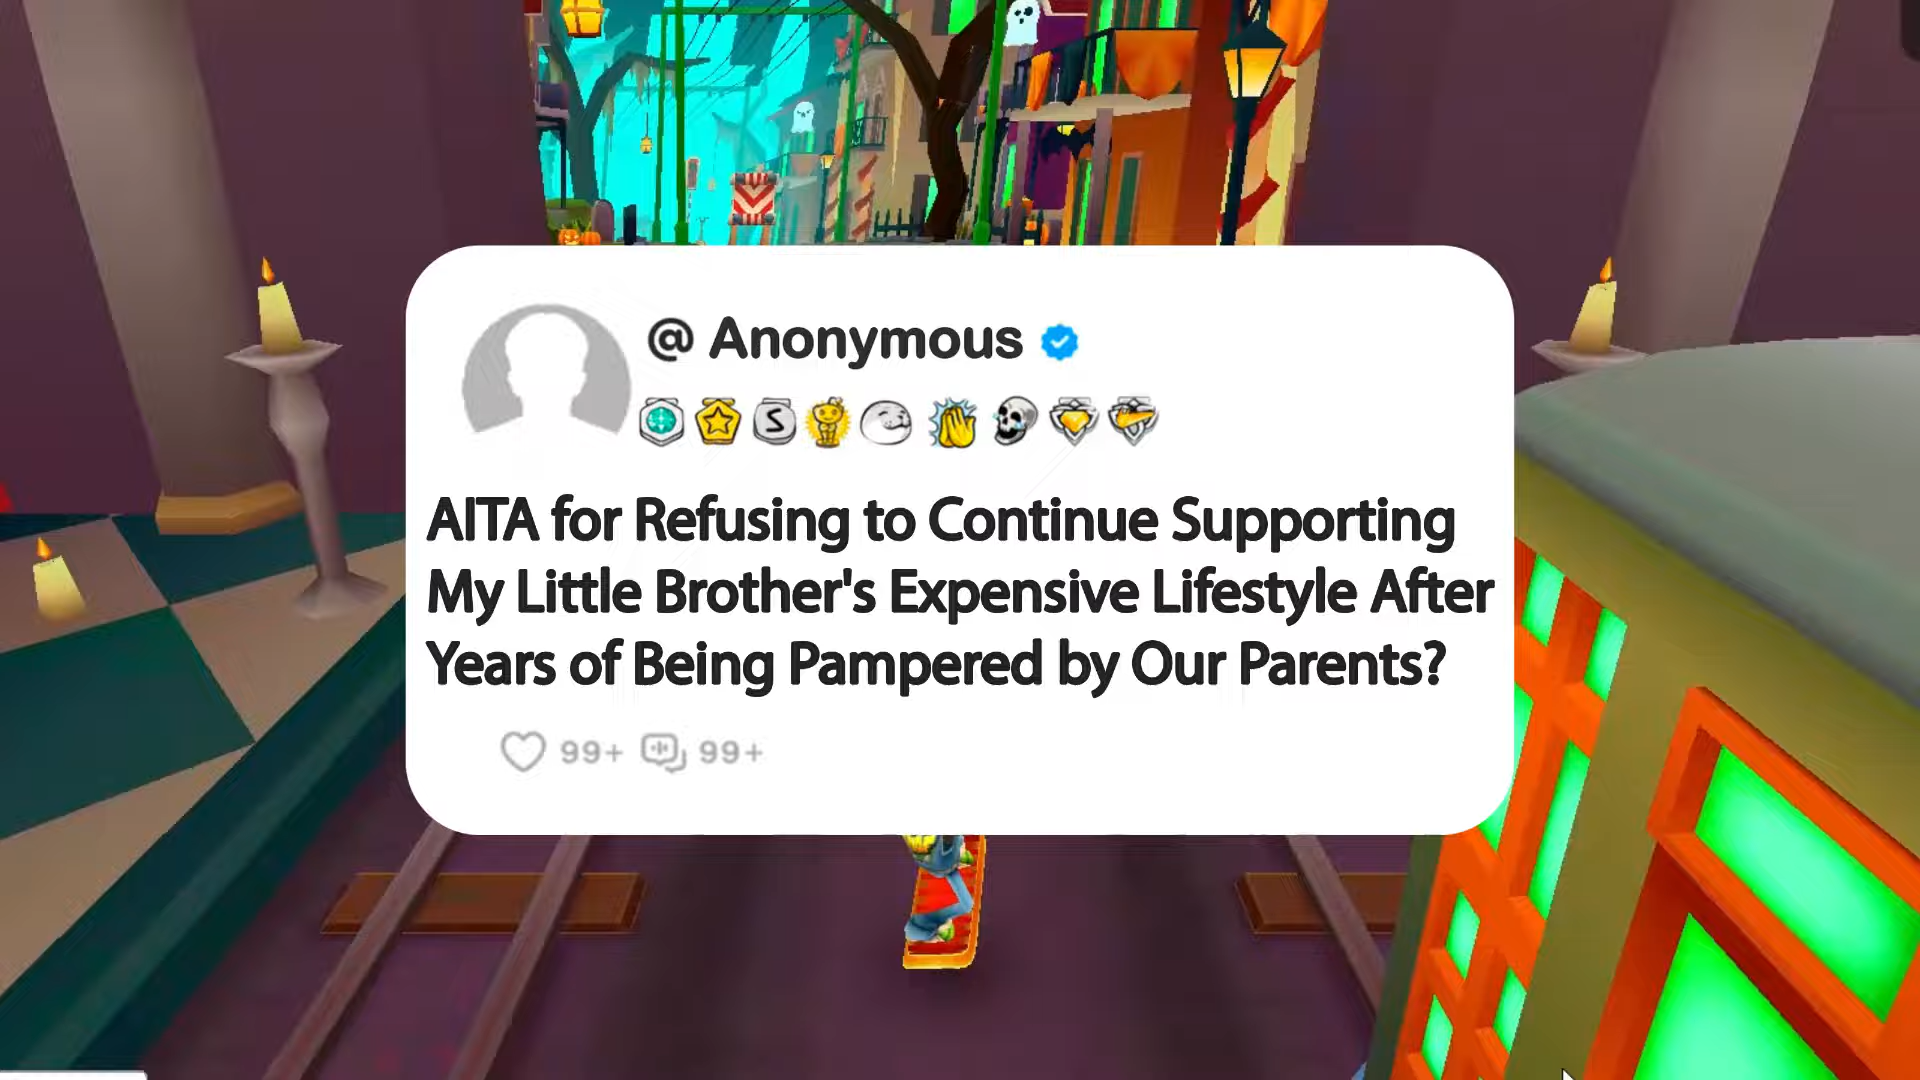 @ Anonymous
AITA for Refusing to Continue Supporting
My Little Brother's Expensive Lifestyle After
Years of Being Pampered by Our Parents?
99+ 99+